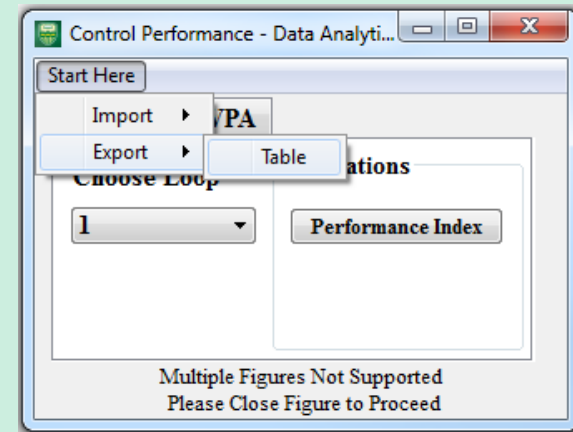 Control Performance - Data Analyti...
Start Here
Import
VPA
Export
Table
Choose Loop
ations
1
Performance Index
Multiple Figures Not Supported
Please Close Figure to Proceed